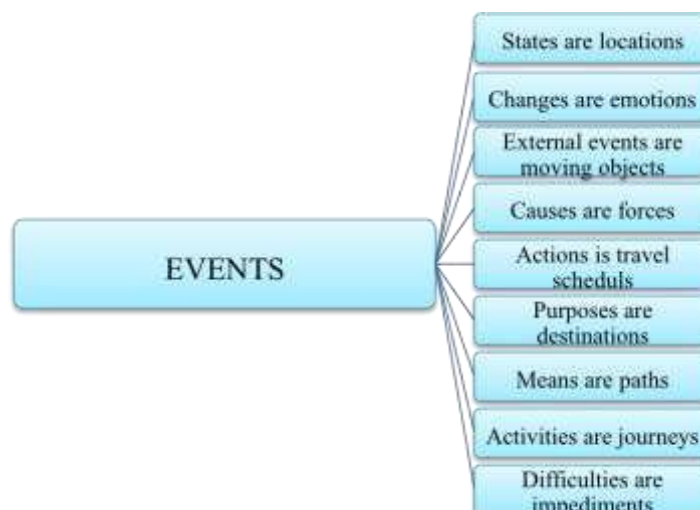 EVENTS
States are locations
Changes are emotions
External events are
moving objects
Causes are forces
Actions is travel
scheduls
Purposes are
destinations
Means are paths
Activities are journeys
Difficulties are
impediments